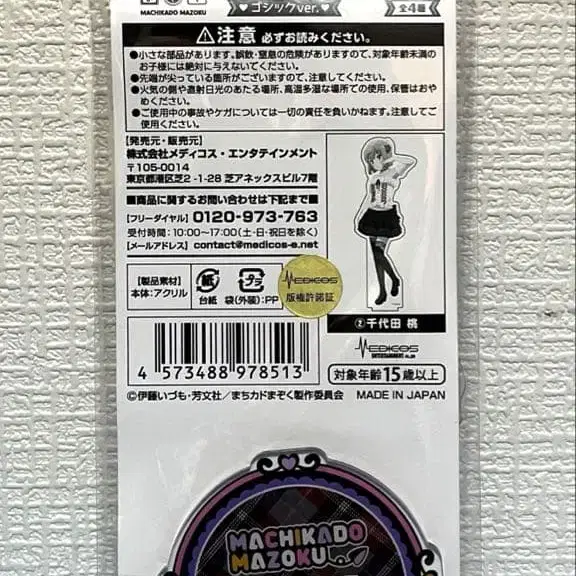 MACHIKADO MAZOKU
♥ゴシックver.♥
全4種
⚠注意 必ずお読みください。
●小さな部品があります。誤飲・窒息の危険がありますので、対象年齢未満の
お子様には絶対に与えないでください。
●先端が尖っている箇所がございますので、注意してください。
●火気の側や直射日光のあたる場所、高温多湿な場所での使用、保管はおや
めください。
●ご使用中の事故やケガについては一切の責任を負いかねます。注意してご
使用ください。
【発売元・販売元】
株式会社メディコス・エンタテインメント
〒105-0014
東京都港区芝2-1-28 芝アネックスビル7階
■商品に関するお問い合わせは下記まで■
【フリーダイヤル】0120-973-763
受付時間：10:00〜17:00(土・日・祝日を除く)
【メールアドレス】contact@medicos-e.net
【製品素材】
本体：アクリル
紙
台紙
プラ
袋(外装)：PP
MEDICOS
版権許諾証
②千代田 桃
MEDICOS
ENTERTAINMENT
4 573488 978513
対象年齢15歳以上
©伊藤いづも・芳文社／まちカドまぞく製作委員会
MADE IN JAPAN
MACHIKADO
MAZOKU